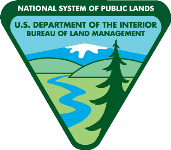 NATIONAL SYSTEM OF PUBLIC LANDS
U.S. DEPARTMENT OF THE INTERIOR
BUREAU OF LAND MANAGEMENT